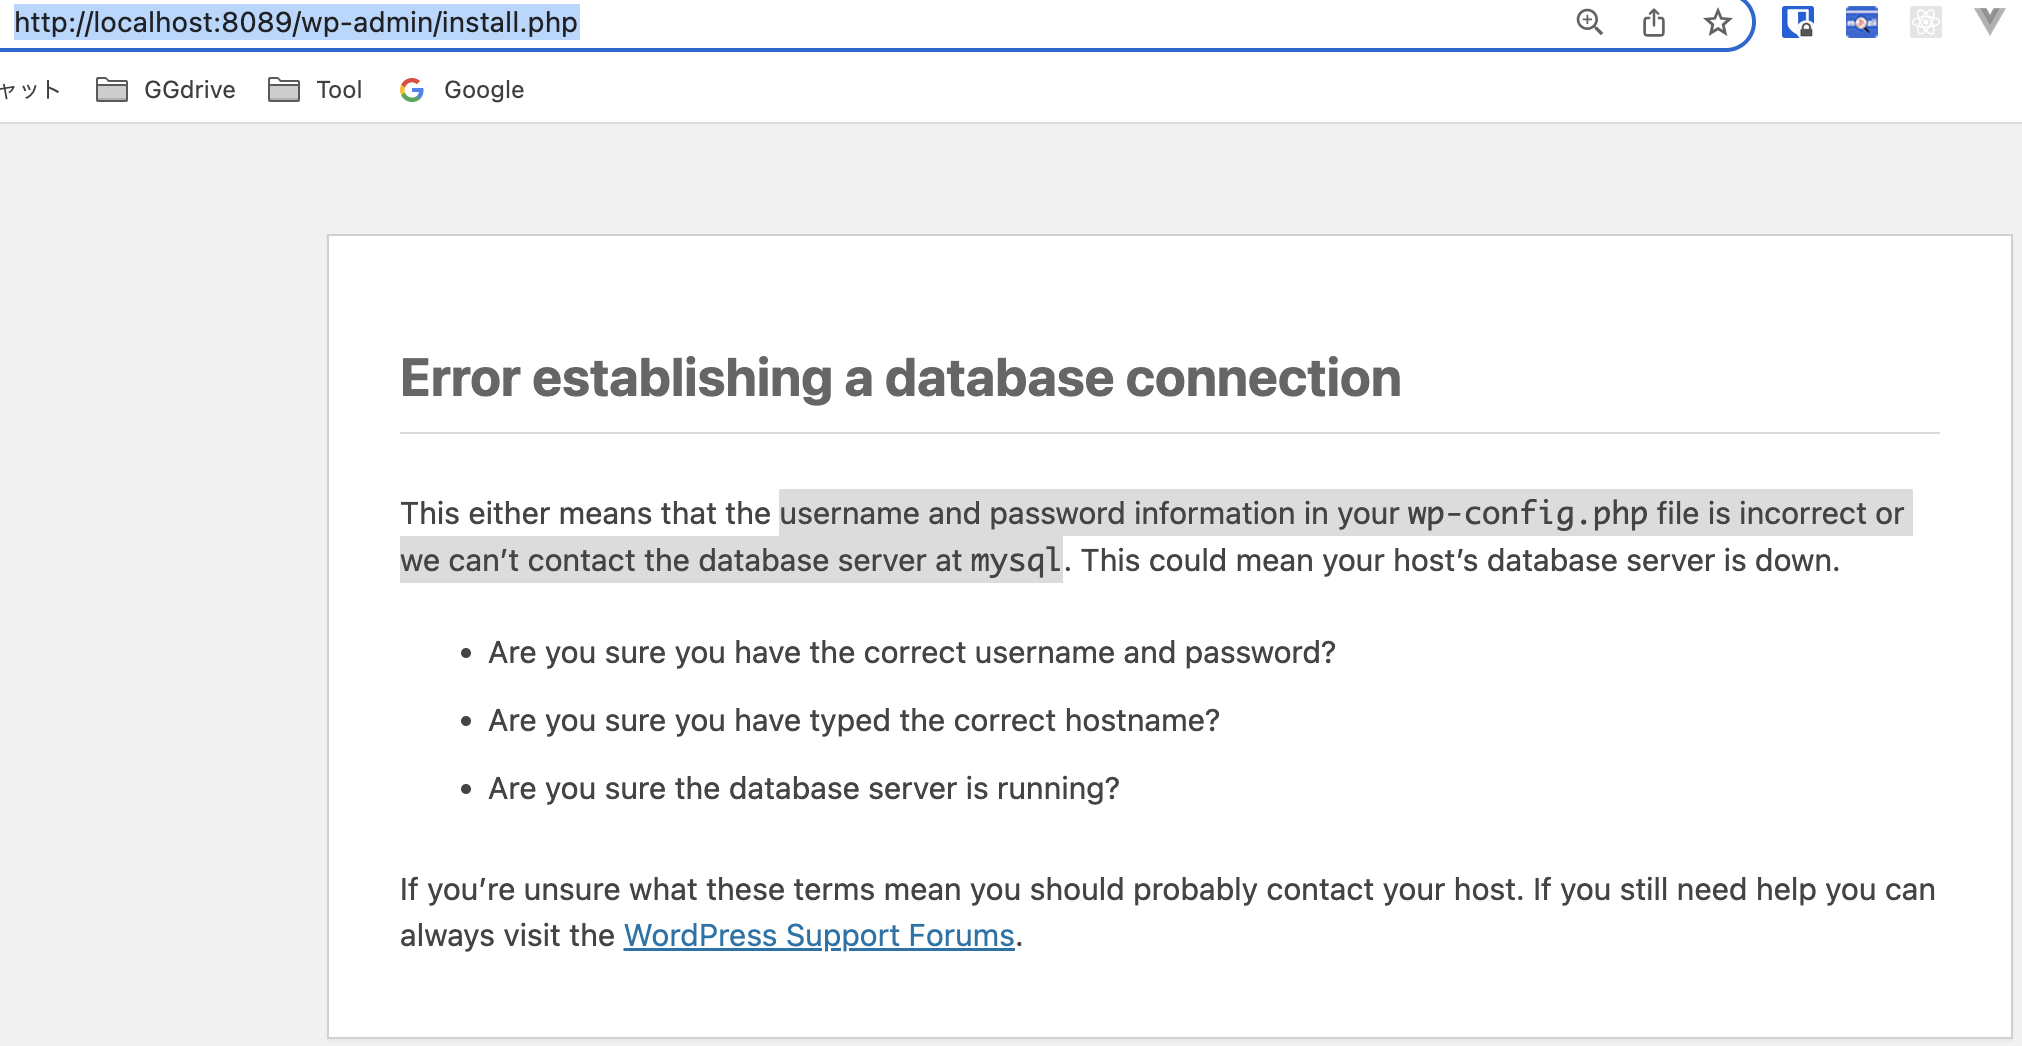 http://localhost:8089/wp-admin/install.php
ャット GGdrive Tool Google
Error establishing a database connection
This either means that the username and password information in your wp-config.php file is incorrect or
we can’t contact the database server at mysql. This could mean your host’s database server is down.
• Are you sure you have the correct username and password?
• Are you sure you have typed the correct hostname?
• Are you sure the database server is running?
If you’re unsure what these terms mean you should probably contact your host. If you still need help you can
always visit the WordPress Support Forums.